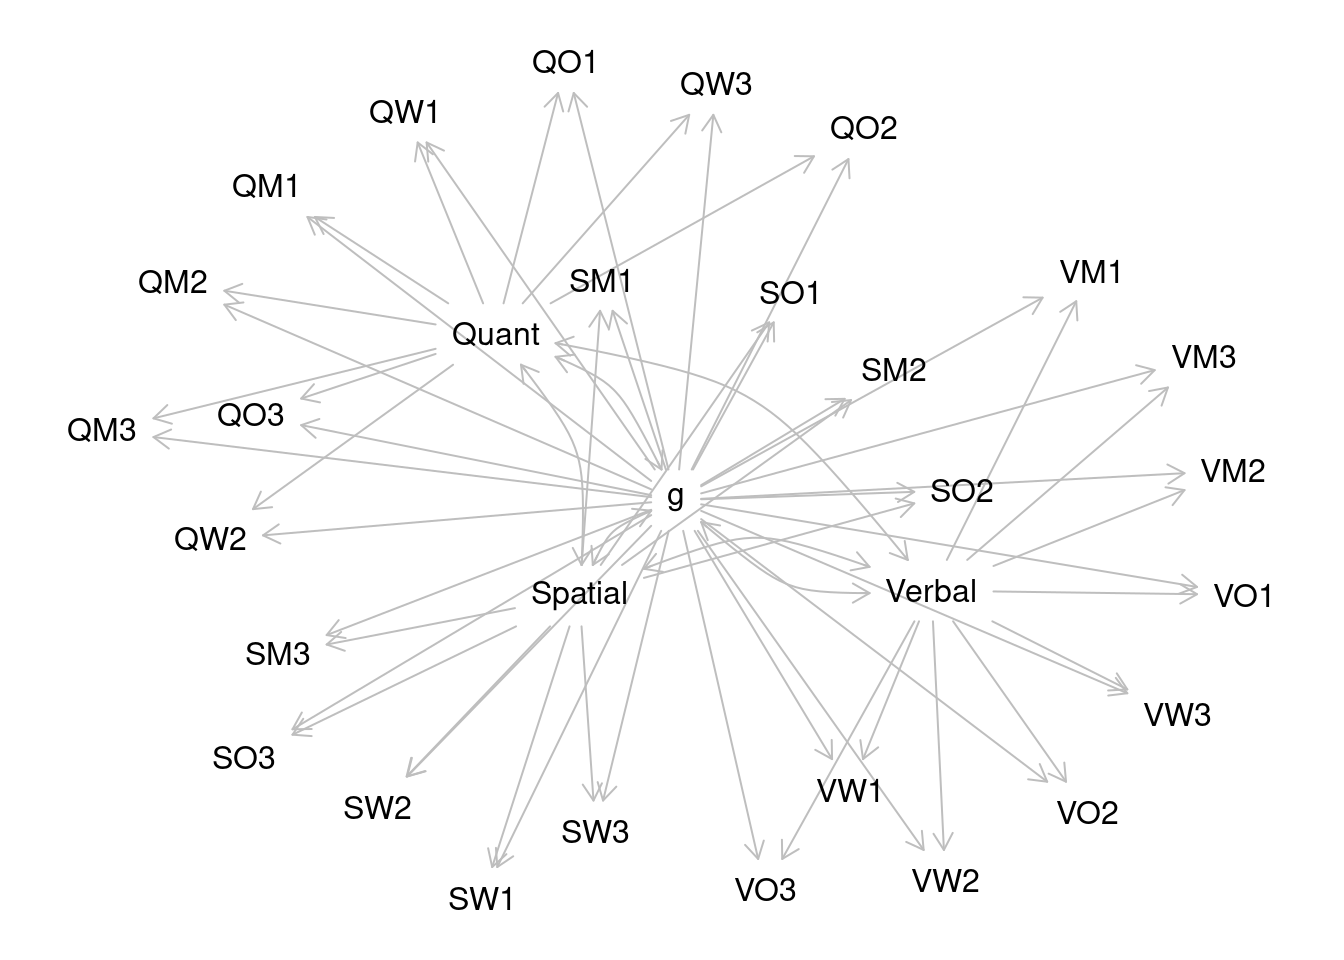 QO1
QW3
QW1
QO2
QM1
VM1
QM2
SM1
SO1
Quant
VM3
SM2
QO3
QM3
VM2
SO2
g
QW2
Spatial
Verbal
VO1
SM3
VW3
SO3
VW1
SW2
VO2
SW3
VW2
VO3
SW1